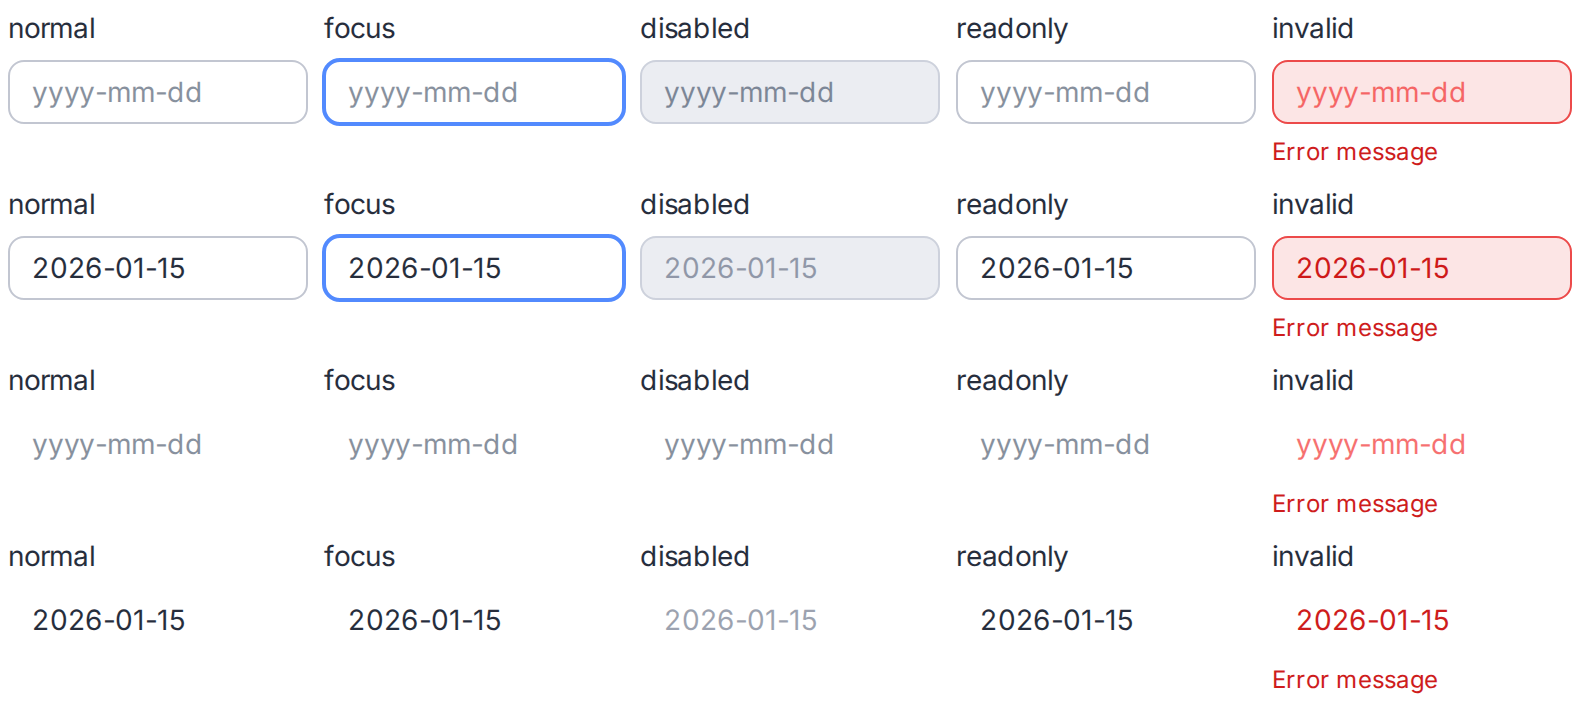 normal focus disabled readonly invalid
yyyy-mm-dd yyyy-mm-dd yyyy-mm-dd yyyy-mm-dd yyyy-mm-dd
Error message
normal focus disabled readonly invalid
2026-01-15 2026-01-15 2026-01-15 2026-01-15 2026-01-15
Error message
normal focus disabled readonly invalid
yyyy-mm-dd yyyy-mm-dd yyyy-mm-dd yyyy-mm-dd yyyy-mm-dd
Error message
normal focus disabled readonly invalid
2026-01-15 2026-01-15 2026-01-15 2026-01-15 2026-01-15
Error message